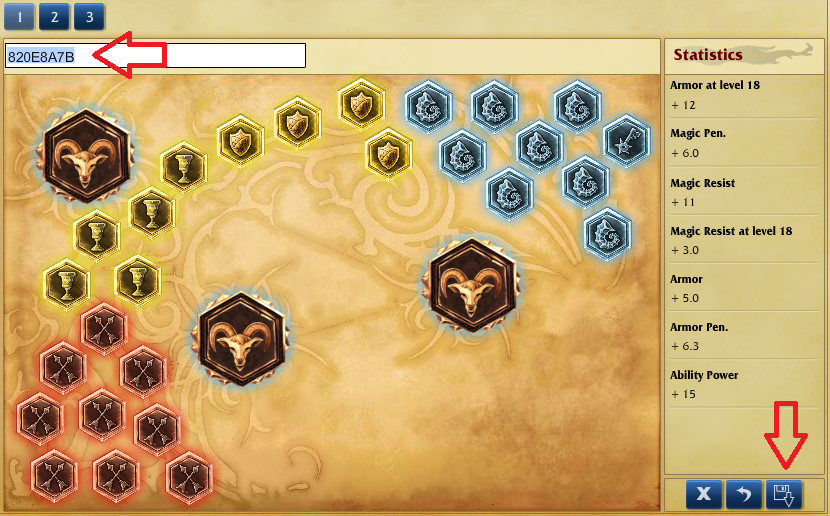 1 2 3
820E8A7B
Statistics
Armor at level 18
+ 12
Magic Pen.
+ 6.0
Magic Resist
+ 11
Magic Resist at level 18
+ 3.0
Armor
+ 5.0
Armor Pen.
+ 6.3
Ability Power
+ 15
X